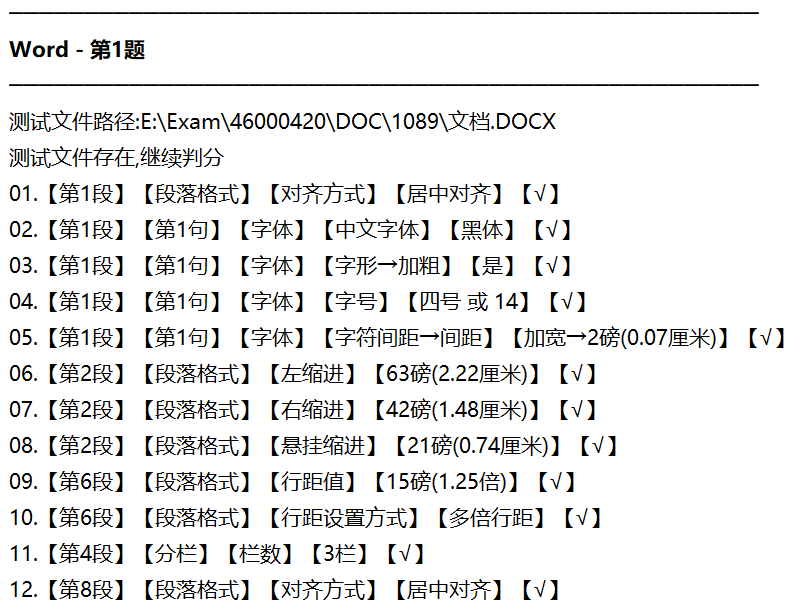 Word - 第1题
测试文件路径:E:\Exam\46000420\DOC\1089\文档.DOCX
测试文件存在,继续判分
01.【第1段】【段落格式】【对齐方式】【居中对齐】【√】
02.【第1段】【第1句】【字体】【中文字体】【黑体】【√】
03.【第1段】【第1句】【字体】【字形→加粗】【是】【√】
04.【第1段】【第1句】【字体】【字号】【四号 或 14】【√】
05.【第1段】【第1句】【字体】【字符间距→间距】【加宽→2磅(0.07厘米)】【√】
06.【第2段】【段落格式】【左缩进】【63磅(2.22厘米)】【√】
07.【第2段】【段落格式】【右缩进】【42磅(1.48厘米)】【√】
08.【第2段】【段落格式】【悬挂缩进】【21磅(0.74厘米)】【√】
09.【第6段】【段落格式】【行距值】【15磅(1.25倍)】【√】
10.【第6段】【段落格式】【行距设置方式】【多倍行距】【√】
11.【第4段】【分栏】【栏数】【3栏】【√】
12.【第8段】【段落格式】【对齐方式】【居中对齐】【√】